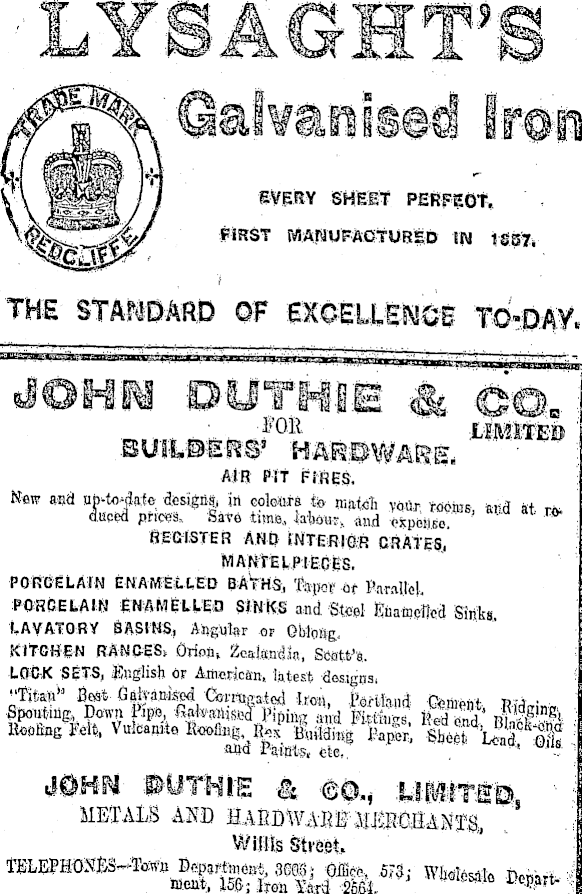 LYSAGHT'S
Galvanised Iron
TRADE MARK
REDCLIFFE
EVERY SHEET PERFECT.
FIRST MANUFACTURED IN 1857.
THE STANDARD OF EXCELLENCE TO-DAY.
JOHN DUTHIE & CO.
LIMITED
FOR
BUILDERS' HARDWARE.
AIR PIT FIRES.
New and up-to-date designs, in colours to match your rooms, and at re-
duced prices. Save time, labour, and expense.
REGISTER AND INTERIOR GRATES,
MANTELPIECES.
PORCELAIN ENAMELLED BATHS, Taper or Parallel.
PORCELAIN ENAMELLED SINKS and Steel Enamelled Sinks.
LAVATORY BASINS, Angular or Oblong.
KITCHEN RANGES, Orion, Zealandia, Scott's.
LOCK SETS, English or American, latest designs.
"Titan" Best Galvanised Corrugated Iron, Portland Cement, Ridging,
Spouting, Down Pipe, Galvanised Piping and Fittings, Red end, Black-end
Roofing Felt, Vulcanite Roofing, Rex Building Paper, Sheet Lead, Oils
and Paints, etc.
JOHN DUTHIE & CO., LIMITED,
METALS AND HARDWARE MERCHANTS,
Willis Street.
TELEPHONES—Town Department, 3003; Office, 573; Wholesale Depart-
ment, 156; Iron Yard 2564.